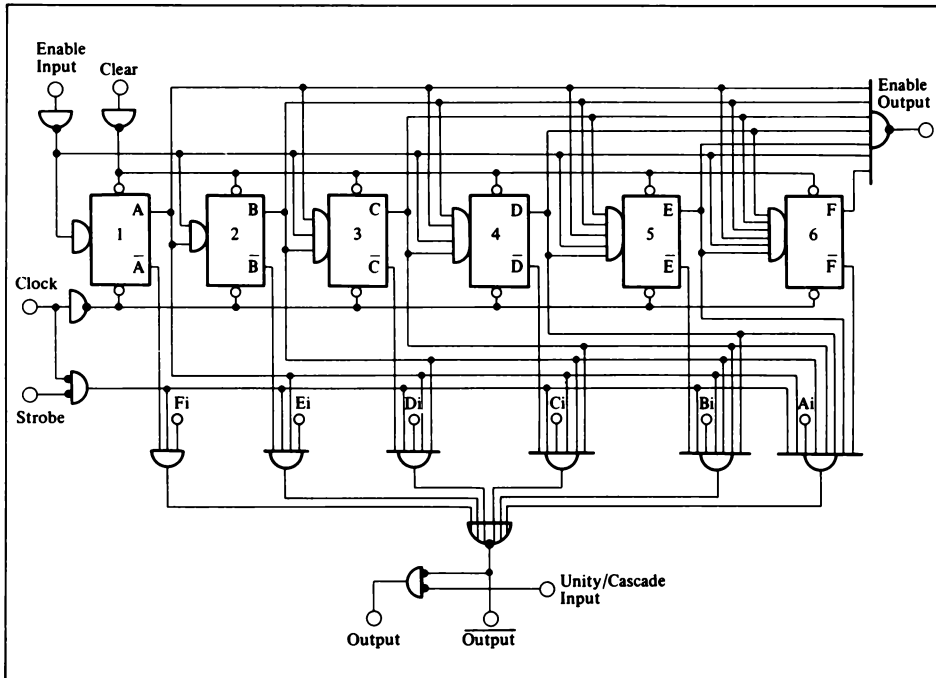 Enable
Input
Clear
Enable
Output
A
1
A̅
B
2
B̅
C
3
C̅
D
4
D̅
E
5
E̅
F
6
F̅
Clock
Strobe
Fi
Ei
Di
Ci
Bi
Ai
Unity/Cascade
Input
Output
O̅u̅t̅p̅u̅t̅